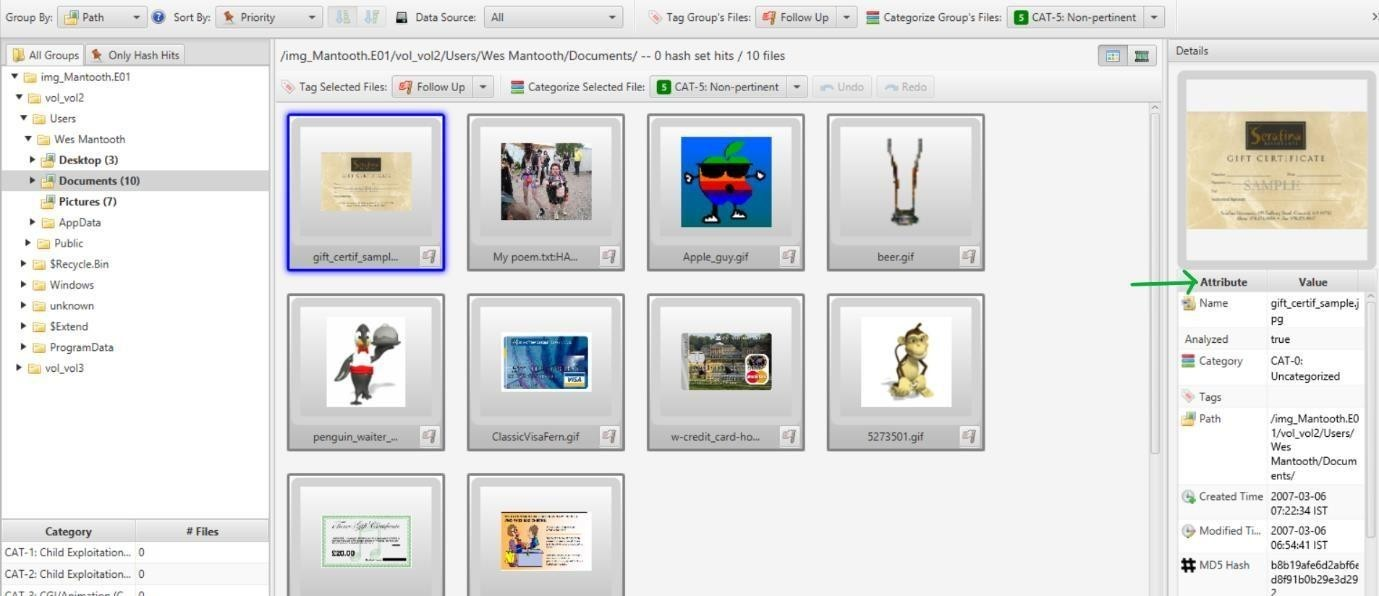 Group By: Path Sort By: Priority Data Source: All Tag Group's Files: Follow Up Categorize Group's Files: 5 CAT-5: Non-pertinent
All Groups Only Hash Hits
/img_Mantooth.E01/vol_vol2/Users/Wes Mantooth/Documents/ -- 0 hash set hits / 10 files
Details
Tag Selected Files: Follow Up Categorize Selected File: 5 CAT-5: Non-pertinent Undo Redo
img_Mantooth.E01
vol_vol2
Users
Wes Mantooth
Desktop (3)
Documents (10)
Pictures (7)
AppData
Public
$Recycle.Bin
Windows
unknown
$Extend
ProgramData
vol_vol3
Category # Files
CAT-1: Child Exploitation... 0
CAT-2: Child Exploitation... 0
Serafina
GIFT CERTIFICATE
gift_certif_sampl...
My poem.txt:HA...
Apple_guy.gif
beer.gif
penguin_waiter_...
VISA
ClassicVisaFern.gif
MasterCard
w-credit_card-ho...
5273501.gif
£20.00
Serafina
GIFT CERTIFICATE
SAMPLE
Attribute Value
Name gift_certif_sample.j
pg
Analyzed true
Category CAT-0:
Uncategorized
Tags
Path /img_Mantooth.E0
1/vol_vol2/Users/
Wes
Mantooth/Docum
ents/
Created Time 2007-03-06
07:22:34 IST
Modified Ti... 2007-03-06
06:54:41 IST
MD5 Hash b8b19afe6d2abf6e
d8f91b0b29e3d29
2